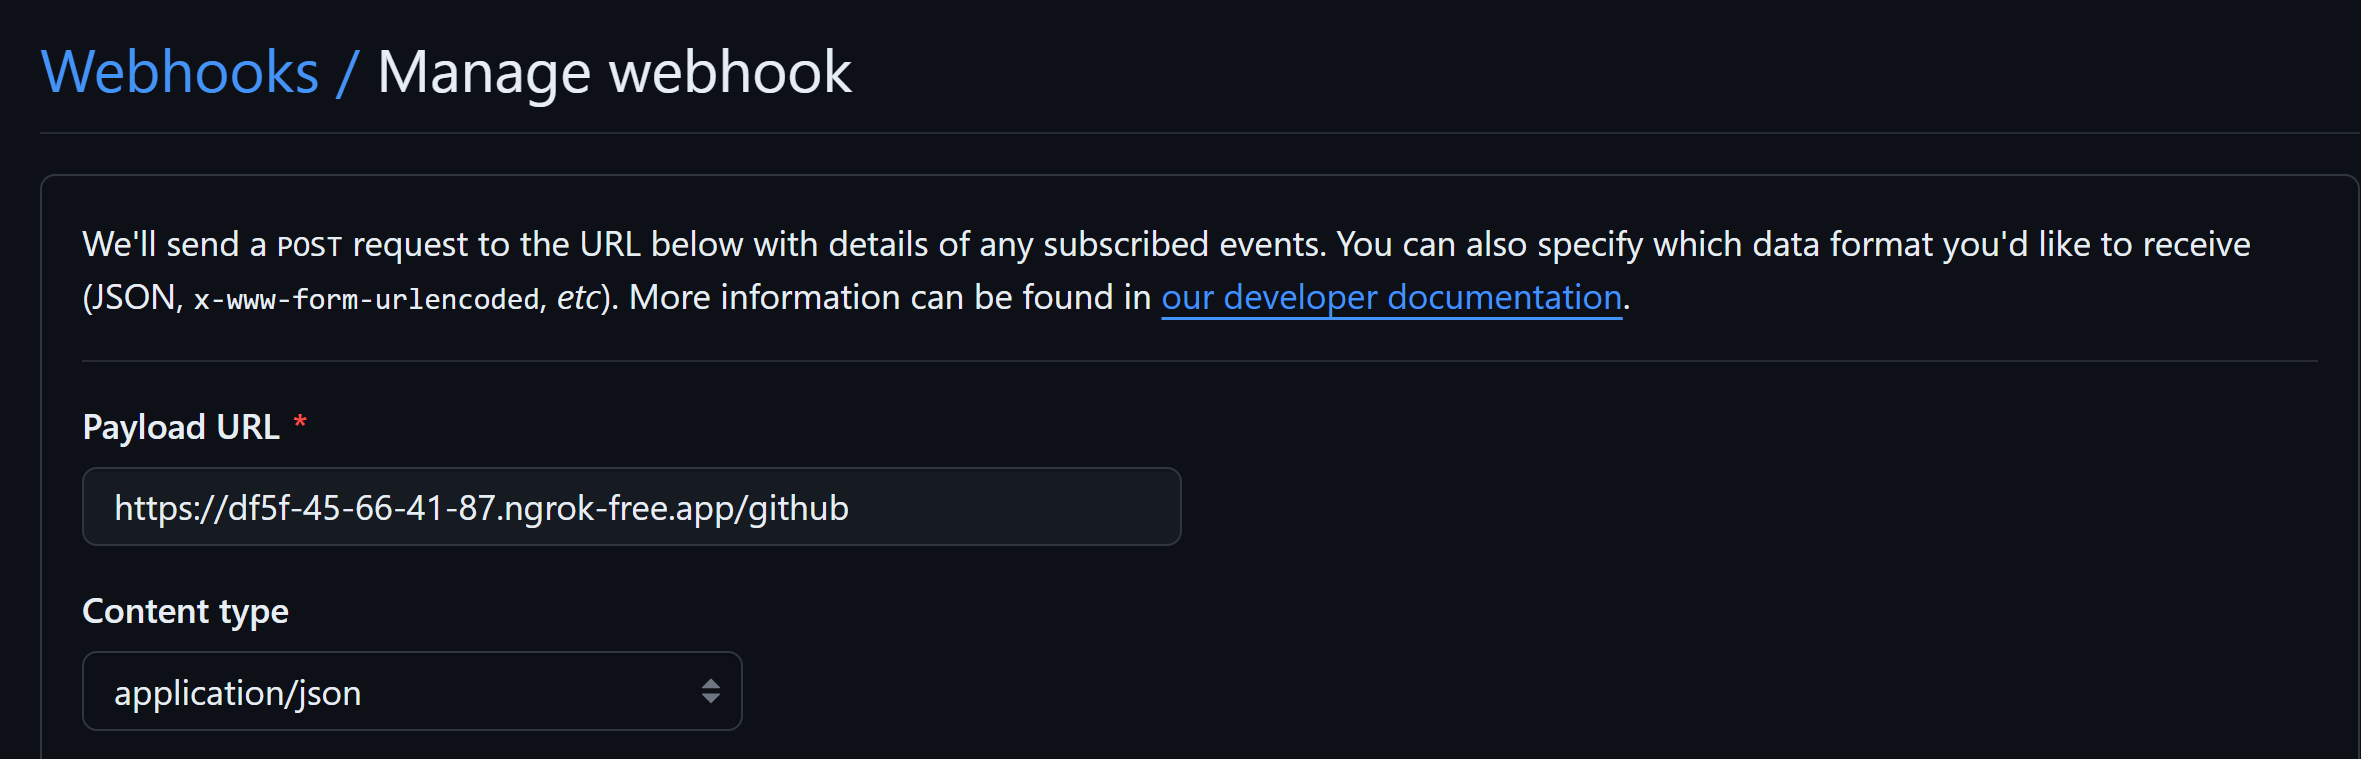 Webhooks / Manage webhook
We'll send a POST request to the URL below with details of any subscribed events. You can also specify which data format you'd like to receive
(JSON, x-www-form-urlencoded, etc). More information can be found in our developer documentation.
Payload URL *
https://df5f-45-66-41-87.ngrok-free.app/github
Content type
application/json